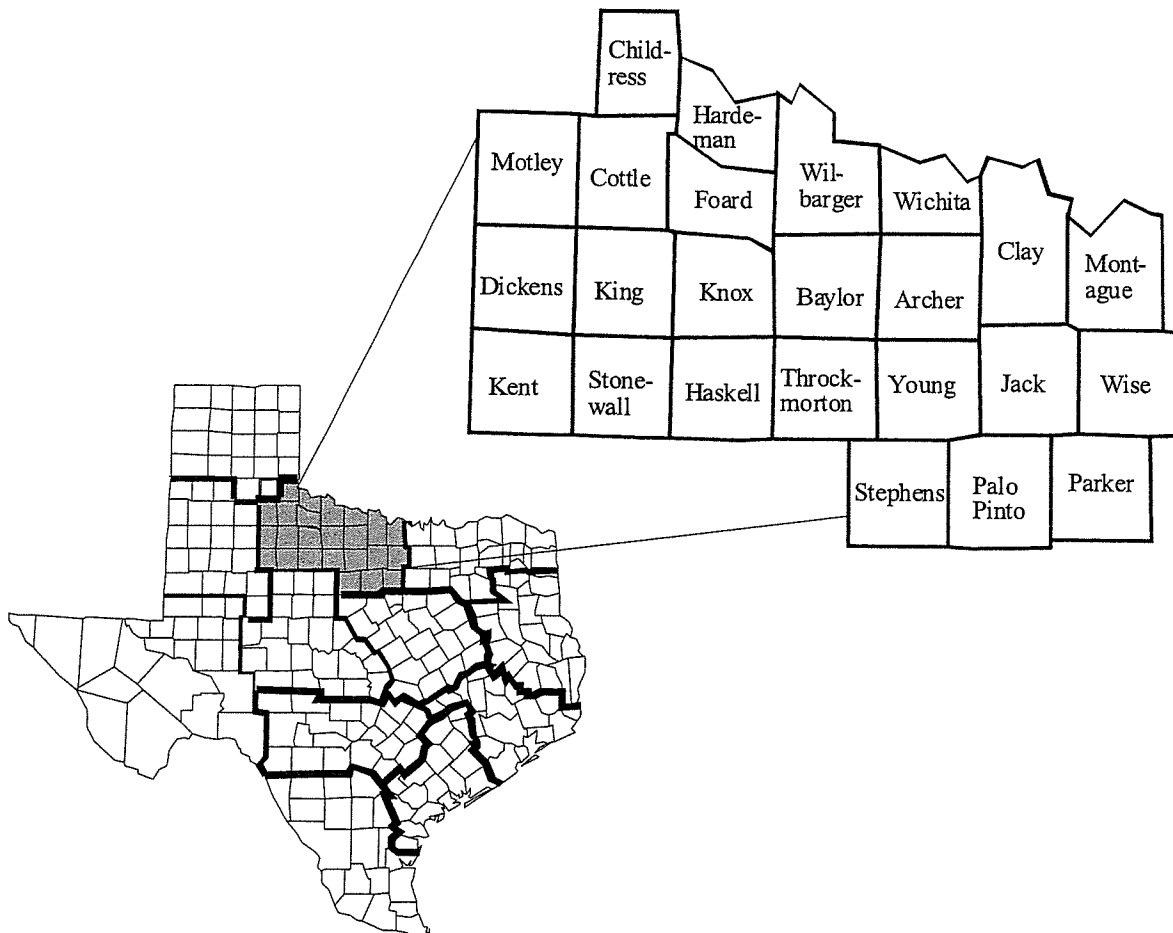 Child-
ress
Harde-
man
Motley
Cottle
Foard
Wil-
barger
Wichita
Clay
Mont-
ague
Dickens
King
Knox
Baylor
Archer
Kent
Stone-
wall
Haskell
Throck-
morton
Young
Jack
Wise
Stephens
Palo
Pinto
Parker